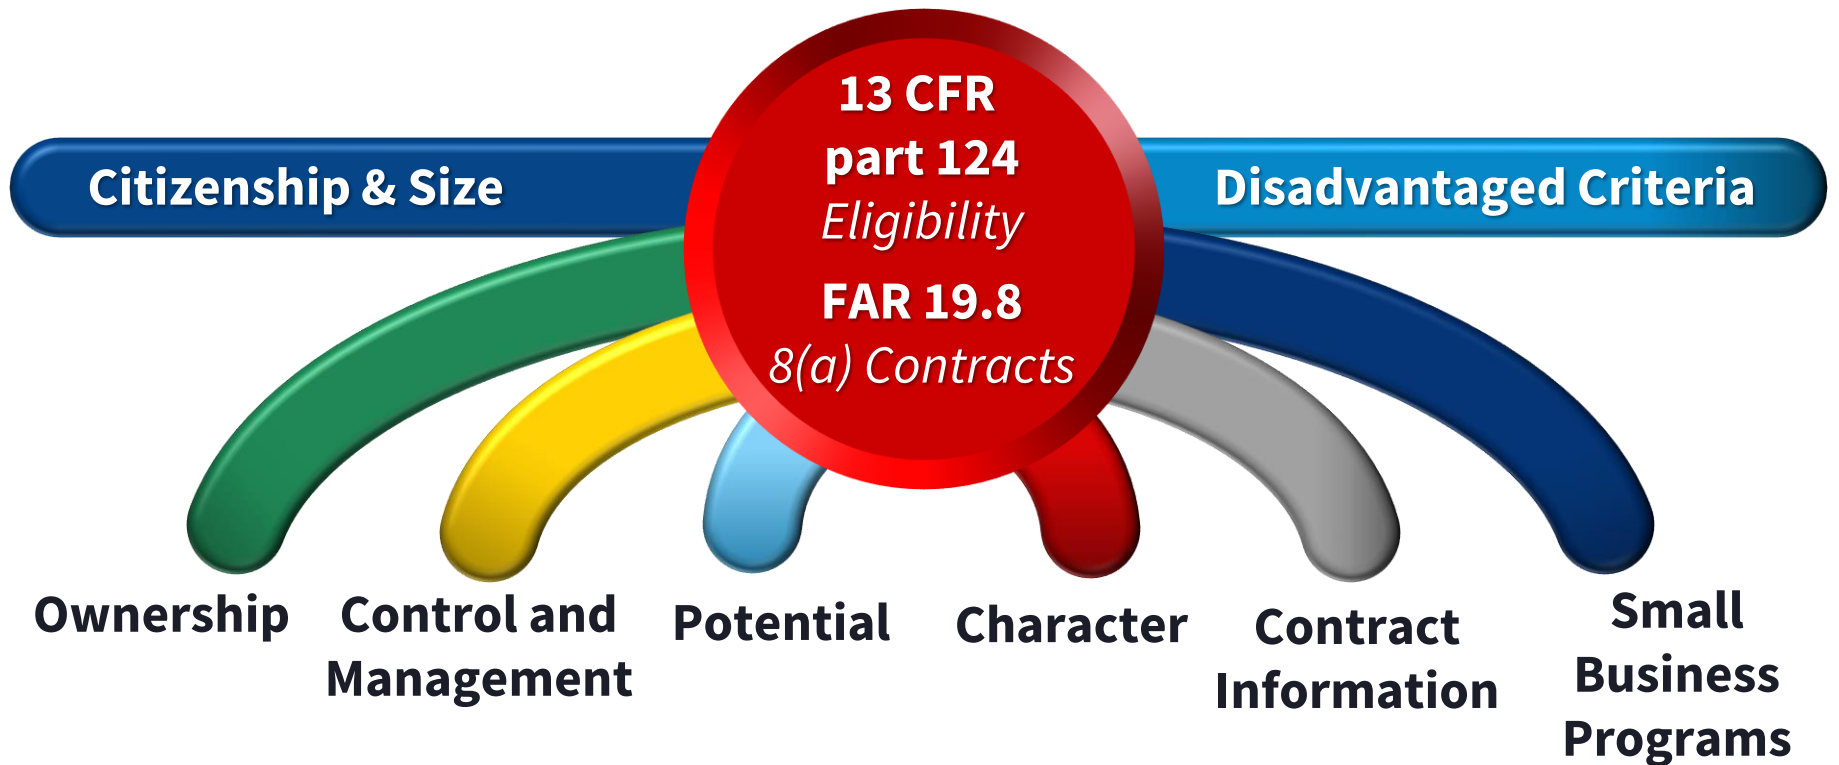 13 CFR
part 124
Eligibility
FAR 19.8
8(a) Contracts
Citizenship & Size
Disadvantaged Criteria
Ownership
Control and
Management
Potential
Character
Contract
Information
Small
Business
Programs